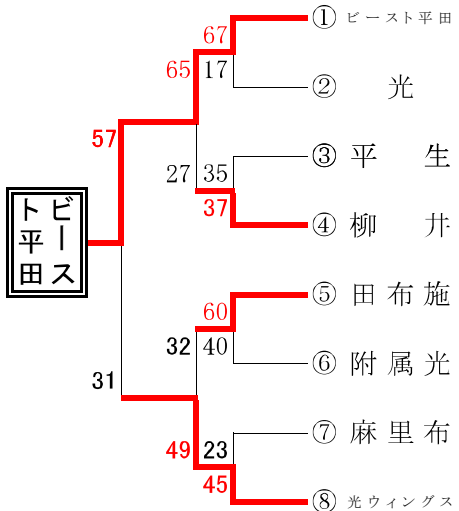 67
① ビースト平田
65
17
② 光
57
27
35
③ 平生
37
④ 柳井
ビースト平田
60
⑤ 田布施
32
40
⑥ 附属光
31
49
23
⑦ 麻里布
45
⑧ 光ウィングス